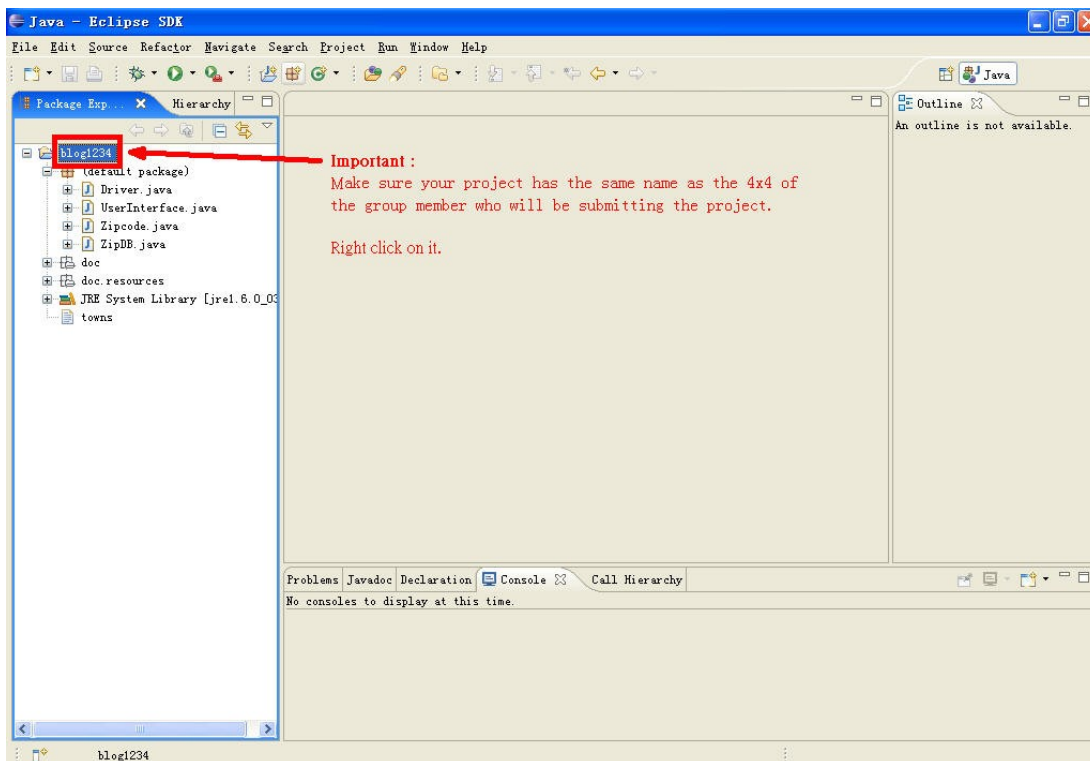 Java - Eclipse SDK
File Edit Source Refactor Navigate Search Project Run Window Help
Java
Package Exp... Hierarchy
Outline
An outline is not available.
blog1234
(default package)
Driver.java
UserInterface.java
Zipcode.java
ZipDB.java
doc
doc.resources
JRE System Library [jre1.6.0_03
towns
Important :
Make sure your project has the same name as the 4x4 of
the group member who will be submitting the project.
Right click on it.
Problems Javadoc Declaration Console Call Hierarchy
No consoles to display at this time.
blog1234